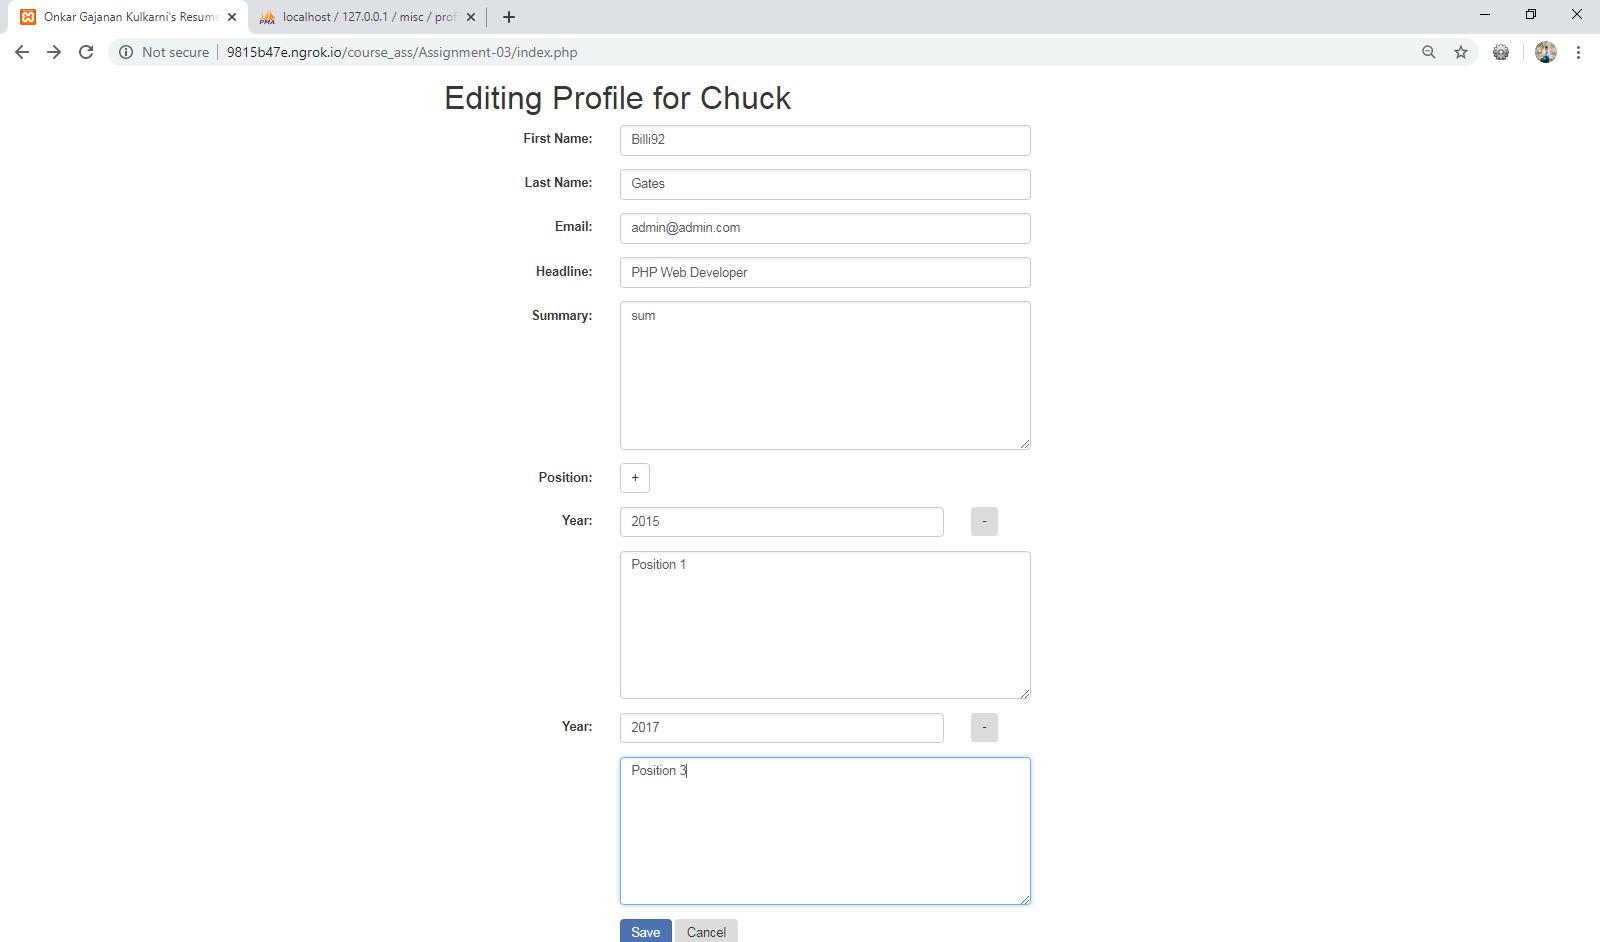 Onkar Gajanan Kulkarni's Resume
localhost / 127.0.0.1 / misc / prof
Not secure
9815b47e.ngrok.io/course_ass/Assignment-03/index.php
Editing Profile for Chuck
First Name: Billi92
Last Name: Gates
Email: admin@admin.com
Headline: PHP Web Developer
Summary: sum
Position: +
Year: 2015 -
Position 1
Year: 2017 -
Position 3
Save Cancel